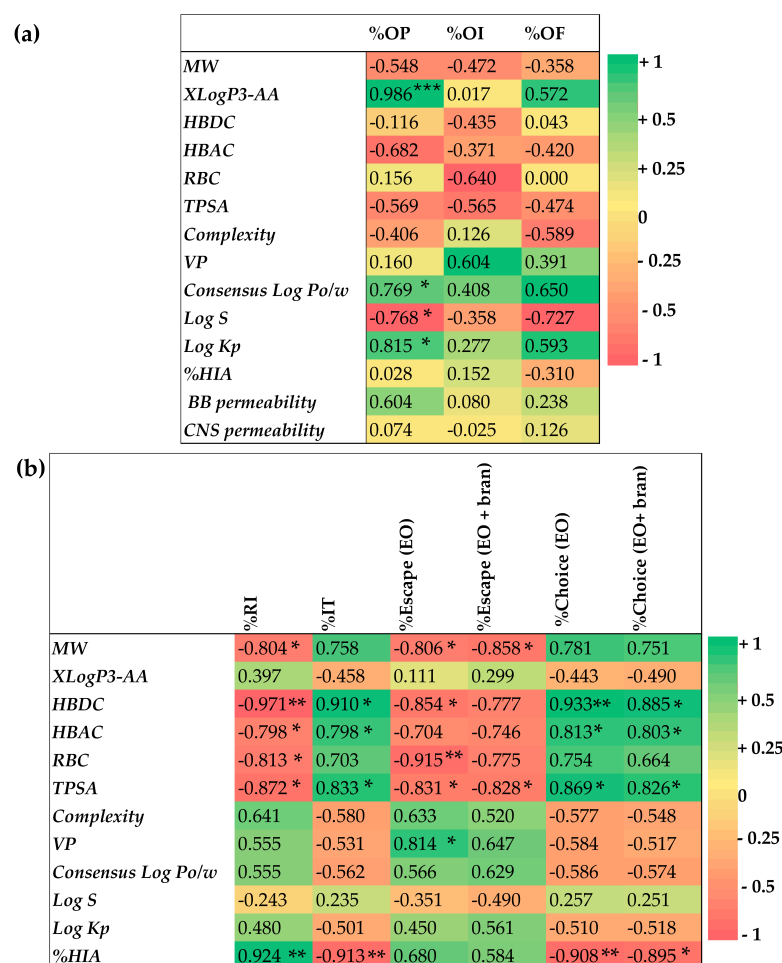 (a)
%OP %OI %OF
MW -0.548 -0.472 -0.358
XLogP3-AA 0.986*** 0.017 0.572
HBDC -0.116 -0.435 0.043
HBAC -0.682 -0.371 -0.420
RBC 0.156 -0.640 0.000
TPSA -0.569 -0.565 -0.474
Complexity -0.406 0.126 -0.589
VP 0.160 0.604 0.391
Consensus Log Po/w 0.769 * 0.408 0.650
Log S -0.768 * -0.358 -0.727
Log Kp 0.815 * 0.277 0.593
%HIA 0.028 0.152 -0.310
BB permeability 0.604 0.080 0.238
CNS permeability 0.074 -0.025 0.126
+ 1
+ 0.5
+ 0.25
0
- 0.25
- 0.5
- 1
(b)
%RI %IT %Escape (EO) %Escape (EO + bran) %Choice (EO) %Choice (EO+ bran)
MW -0.804 * 0.758 -0.806 * -0.858 * 0.781 0.751
XLogP3-AA 0.397 -0.458 0.111 0.299 -0.443 -0.490
HBDC -0.971** 0.910 * -0.854 * -0.777 0.933** 0.885 *
HBAC -0.798 * 0.798 * -0.704 -0.746 0.813 * 0.803 *
RBC -0.813 * 0.703 -0.915 ** -0.775 0.754 0.664
TPSA -0.872 * 0.833 * -0.831 * -0.828 * 0.869 * 0.826 *
Complexity 0.641 -0.580 0.633 0.520 -0.577 -0.548
VP 0.555 -0.531 0.814 * 0.647 -0.584 -0.517
Consensus Log Po/w 0.555 -0.562 0.566 0.629 -0.586 -0.574
Log S -0.243 0.235 -0.351 -0.490 0.257 0.251
Log Kp 0.480 -0.501 0.450 0.561 -0.510 -0.518
%HIA 0.924 ** -0.913 ** 0.680 0.584 -0.908 ** -0.895 *
+ 1
+ 0.5
+ 0.25
0
- 0.25
- 0.5
- 1